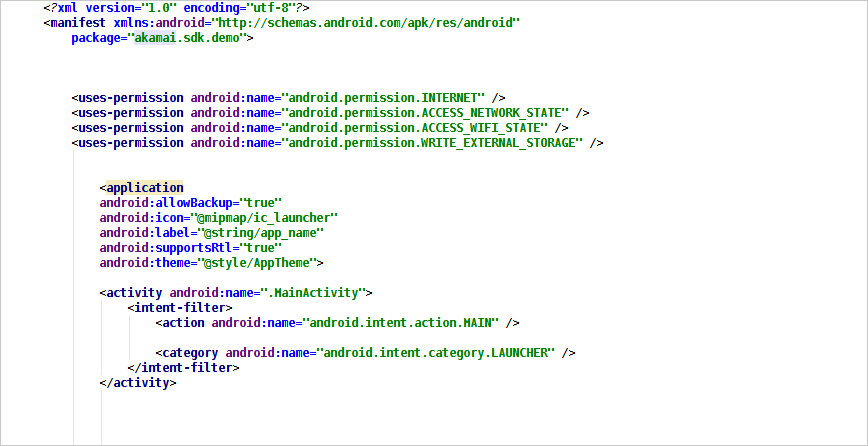 <?xml version="1.0" encoding="utf-8"?>
<manifest xmlns:android="http://schemas.android.com/apk/res/android"
package="akamai.sdk.demo">
<uses-permission android:name="android.permission.INTERNET" />
<uses-permission android:name="android.permission.ACCESS_NETWORK_STATE" />
<uses-permission android:name="android.permission.ACCESS_WIFI_STATE" />
<uses-permission android:name="android.permission.WRITE_EXTERNAL_STORAGE" />
<application
android:allowBackup="true"
android:icon="@mipmap/ic_launcher"
android:label="@string/app_name"
android:supportsRtl="true"
android:theme="@style/AppTheme">
<activity android:name=".MainActivity">
<intent-filter>
<action android:name="android.intent.action.MAIN" />
<category android:name="android.intent.category.LAUNCHER" />
</intent-filter>
</activity>